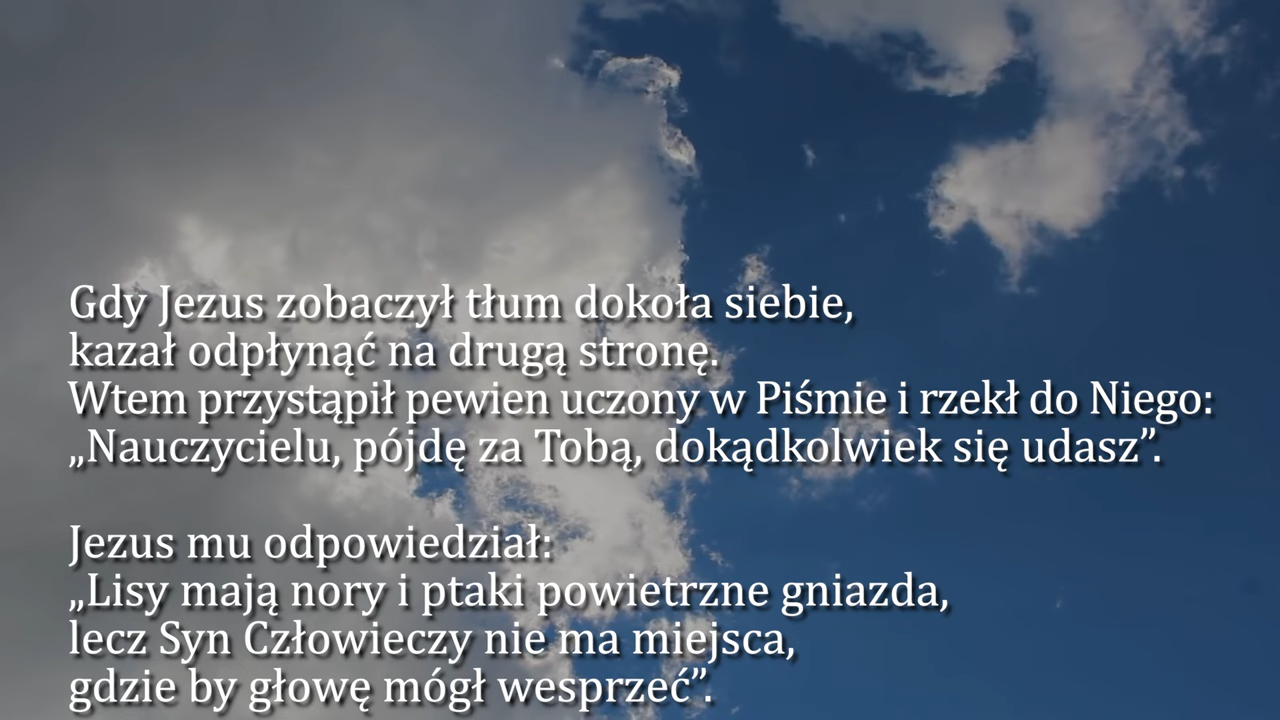 Gdy Jezus zobaczył tłum dokoła siebie,
kazał odpłynąć na drugą stronę.
Wtem przystąpił pewien uczony w Piśmie i rzekł do Niego:
„Nauczycielu, pójdę za Tobą, dokądkolwiek się udasz”.
Jezus mu odpowiedział:
„Lisy mają nory i ptaki powietrzne gniazda,
lecz Syn Człowieczy nie ma miejsca,
gdzie by głowę mógł wesprzeć”.